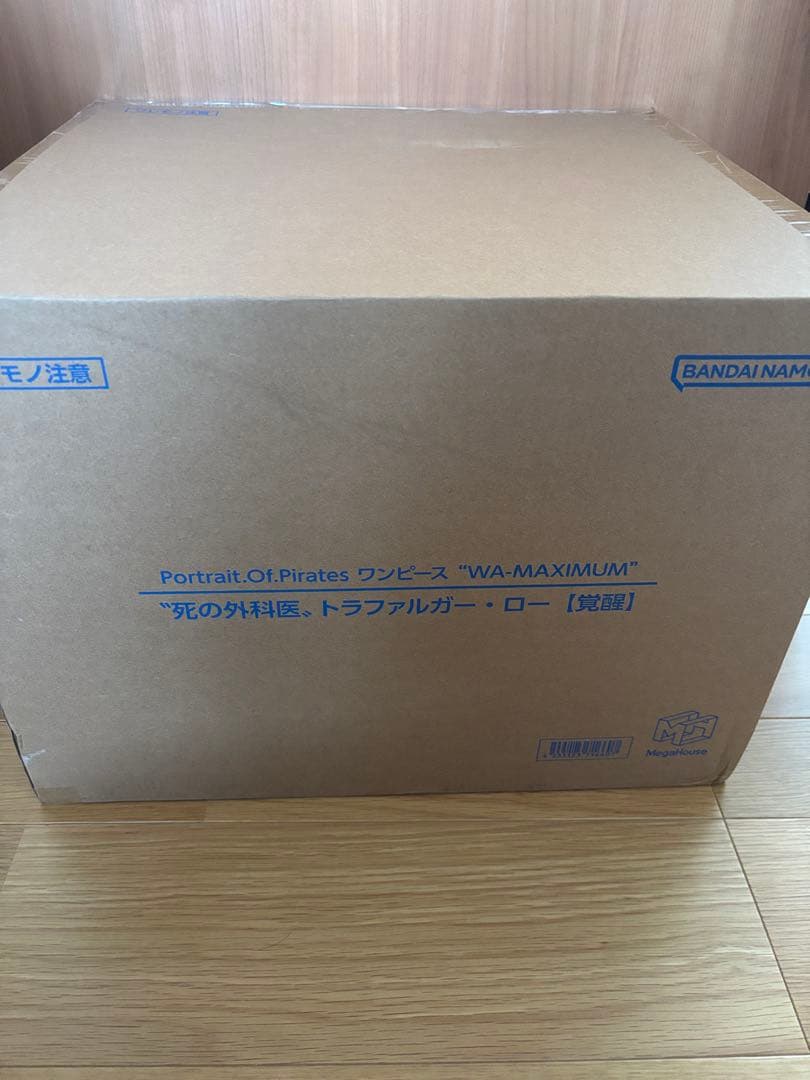 モノ注意
BANDAI NAM
Portrait.Of.Pirates ワンピース “WA-MAXIMUM”
〝死の外科医〟トラファルガー・ロー【覚醒】
MegaHouse